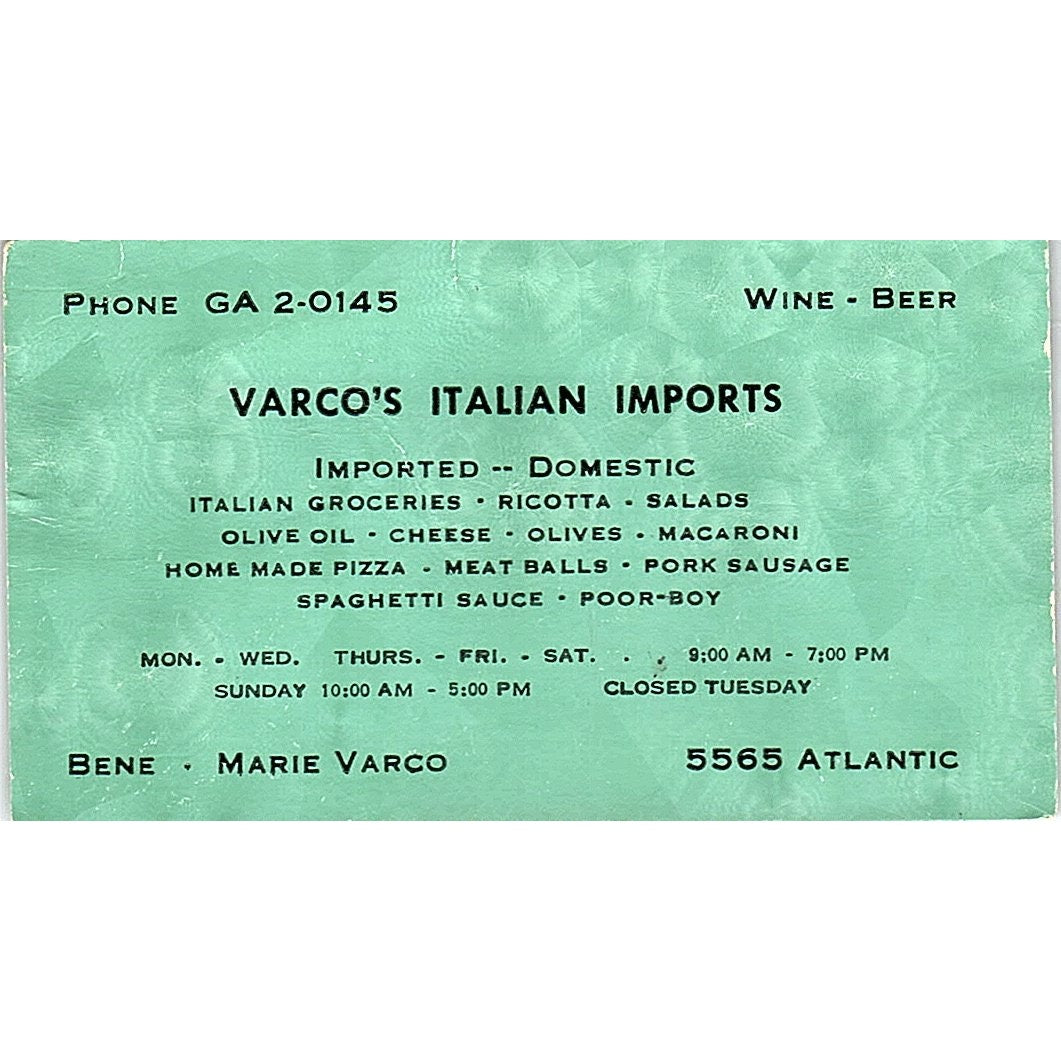 PHONE GA 2-0145
WINE - BEER
VARCO'S ITALIAN IMPORTS
IMPORTED -- DOMESTIC
ITALIAN GROCERIES · RICOTTA · SALADS
OLIVE OIL · CHEESE · OLIVES · MACARONI
HOME MADE PIZZA · MEAT BALLS · PORK SAUSAGE
SPAGHETTI SAUCE · POOR-BOY
MON. - WED. THURS. - FRI. - SAT. . . 9:00 AM - 7:00 PM
SUNDAY 10:00 AM - 5:00 PM CLOSED TUESDAY
BENE · MARIE VARCO
5565 ATLANTIC